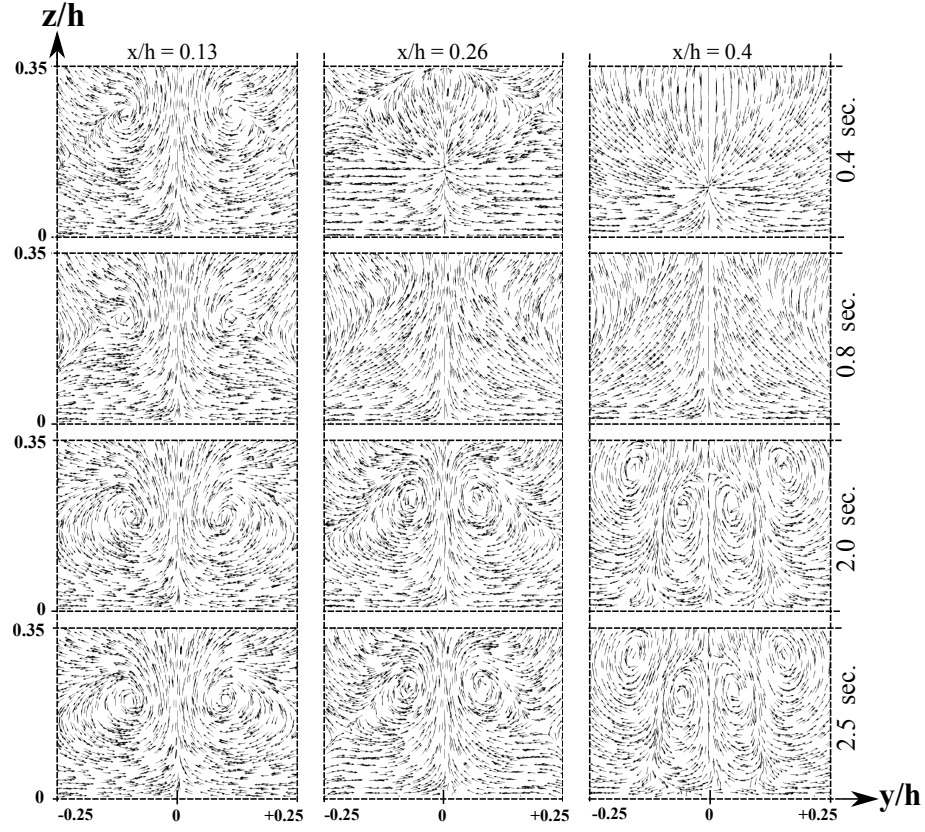 z/h
x/h = 0.13 x/h = 0.26 x/h = 0.4
0.35
0.4 sec.
0
0.35
0.8 sec.
0
0.35
2.0 sec.
0
0.35
2.5 sec.
0
-0.25 0 +0.25 -0.25 0 +0.25 -0.25 0 +0.25
y/h